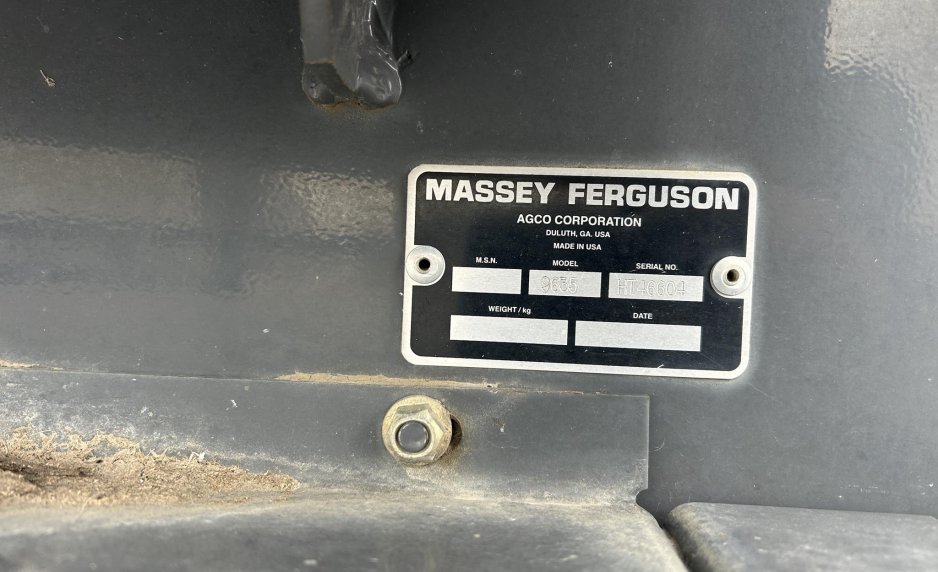 MASSEY FERGUSON
AGCO CORPORATION
DULUTH, GA. USA
MADE IN USA
M.S.N. MODEL SERIAL NO.
9635 HT46604
WEIGHT / kg DATE